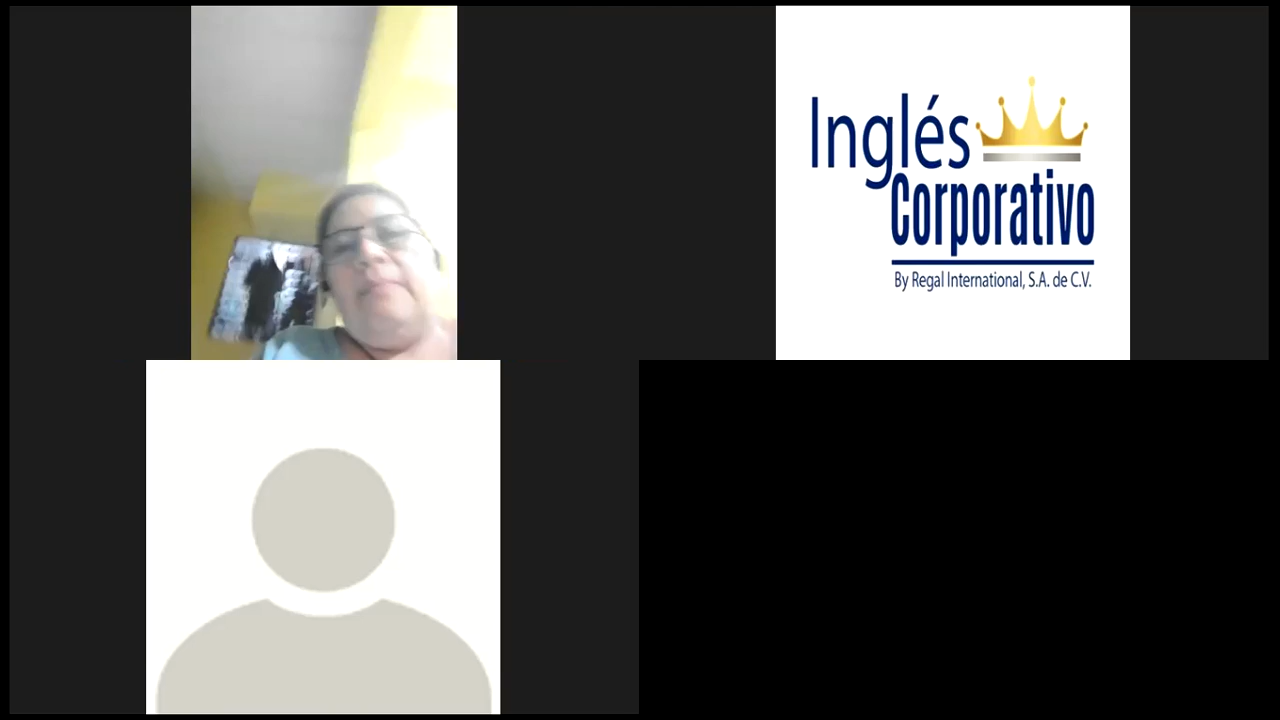 Inglés
Corporativo
By Regal International, S.A. de C.V.